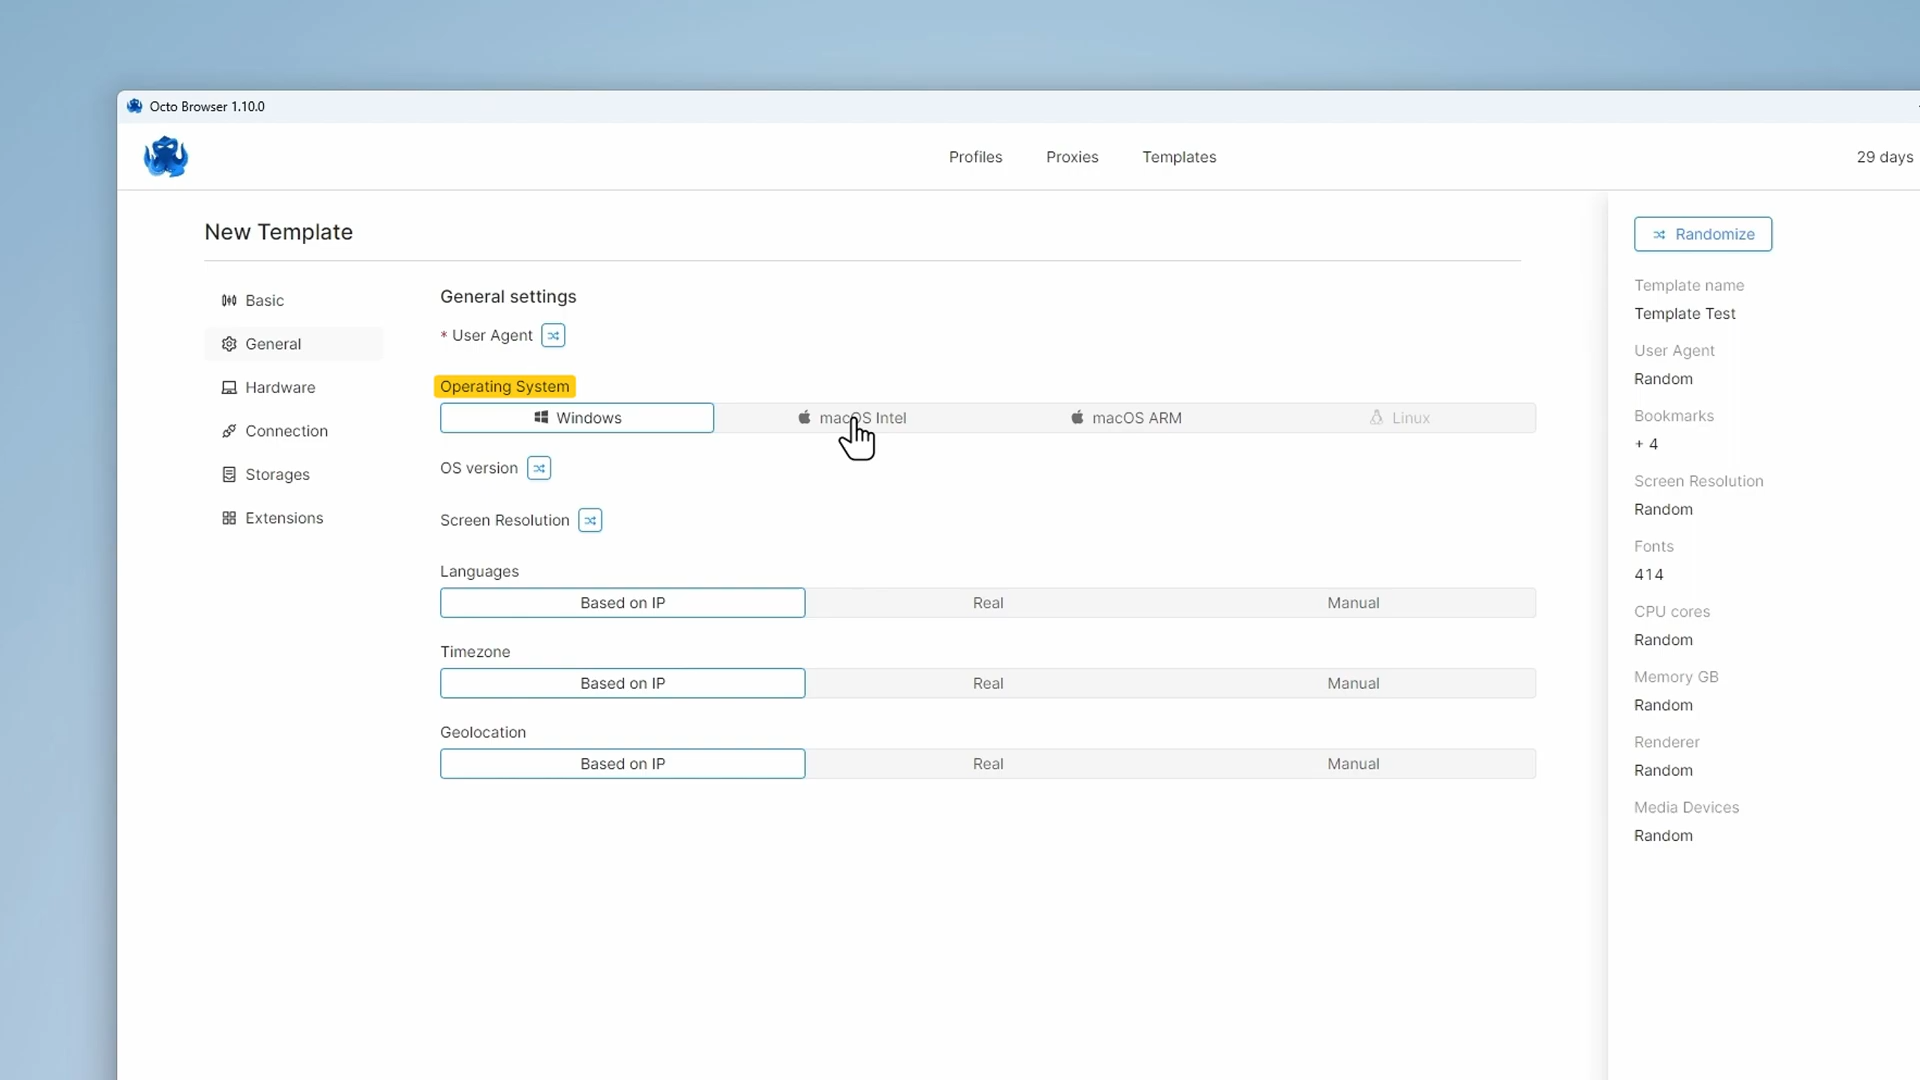 Octo Browser 1.10.0
Profiles
Proxies
Templates
29 days
New Template
Basic
General
Hardware
Connection
Storages
Extensions
General settings
* User Agent
Operating System
Windows
macOS Intel
macOS ARM
Linux
OS version
Screen Resolution
Languages
Based on IP
Real
Manual
Timezone
Based on IP
Real
Manual
Geolocation
Based on IP
Real
Manual
Randomize
Template name
Template Test
User Agent
Random
Bookmarks
+ 4
Screen Resolution
Random
Fonts
414
CPU cores
Random
Memory GB
Random
Renderer
Random
Media Devices
Random